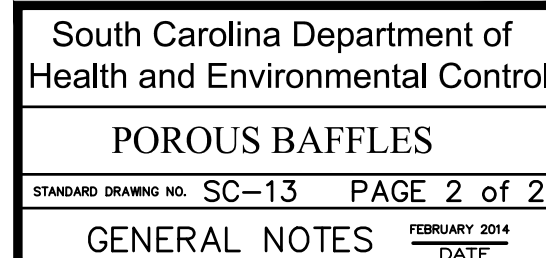 South Carolina Department of
Health and Environmental Control
POROUS BAFFLES
STANDARD DRAWING NO. SC-13 PAGE 2 of 2
GENERAL NOTES FEBRUARY 2014
DATE